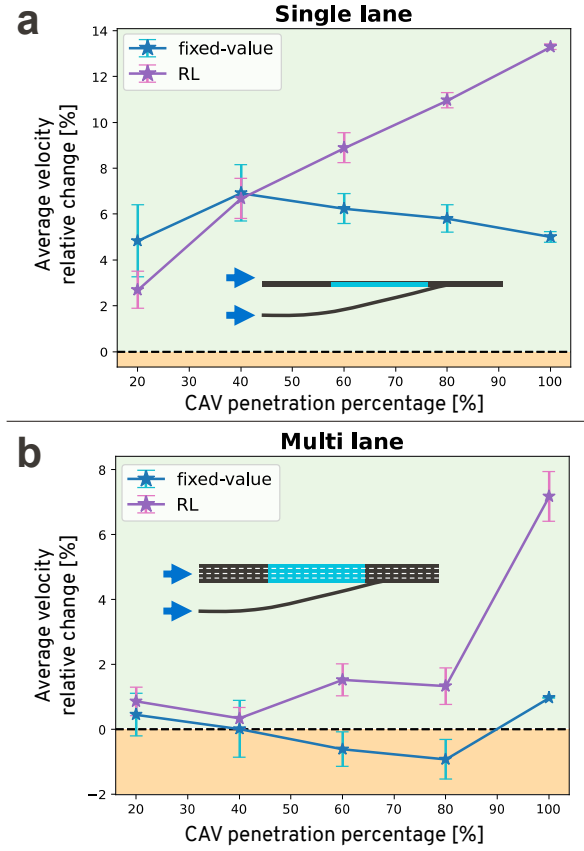 a
Single lane
fixed-value
RL
Average velocity
relative change [%]
14
12
10
8
6
4
2
0
20 30 40 50 60 70 80 90 100
CAV penetration percentage [%]
b
Multi lane
fixed-value
RL
Average velocity
relative change [%]
8
6
4
2
0
−2
20 30 40 50 60 70 80 90 100
CAV penetration percentage [%]